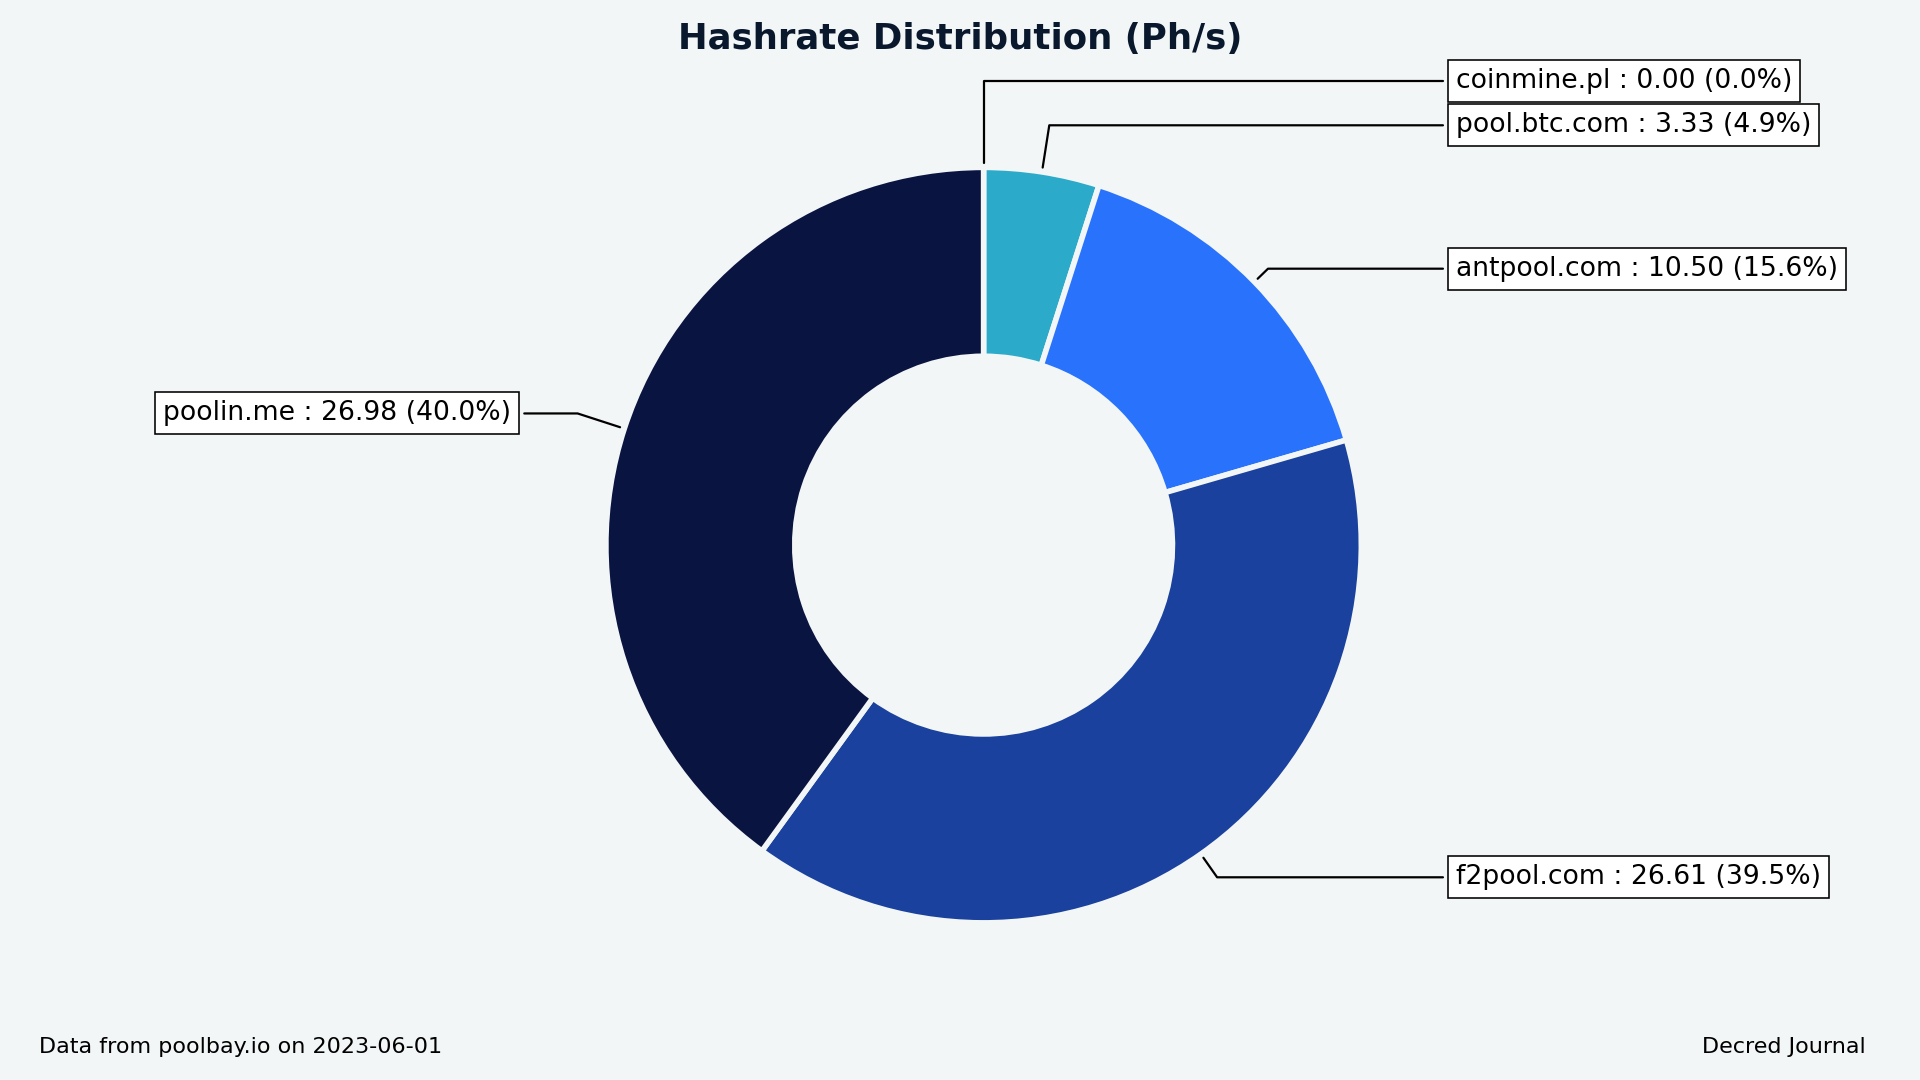 Hashrate Distribution (Ph/s)
coinmine.pl : 0.00 (0.0%)
pool.btc.com : 3.33 (4.9%)
antpool.com : 10.50 (15.6%)
poolin.me : 26.98 (40.0%)
f2pool.com : 26.61 (39.5%)
Data from poolbay.io on 2023-06-01
Decred Journal